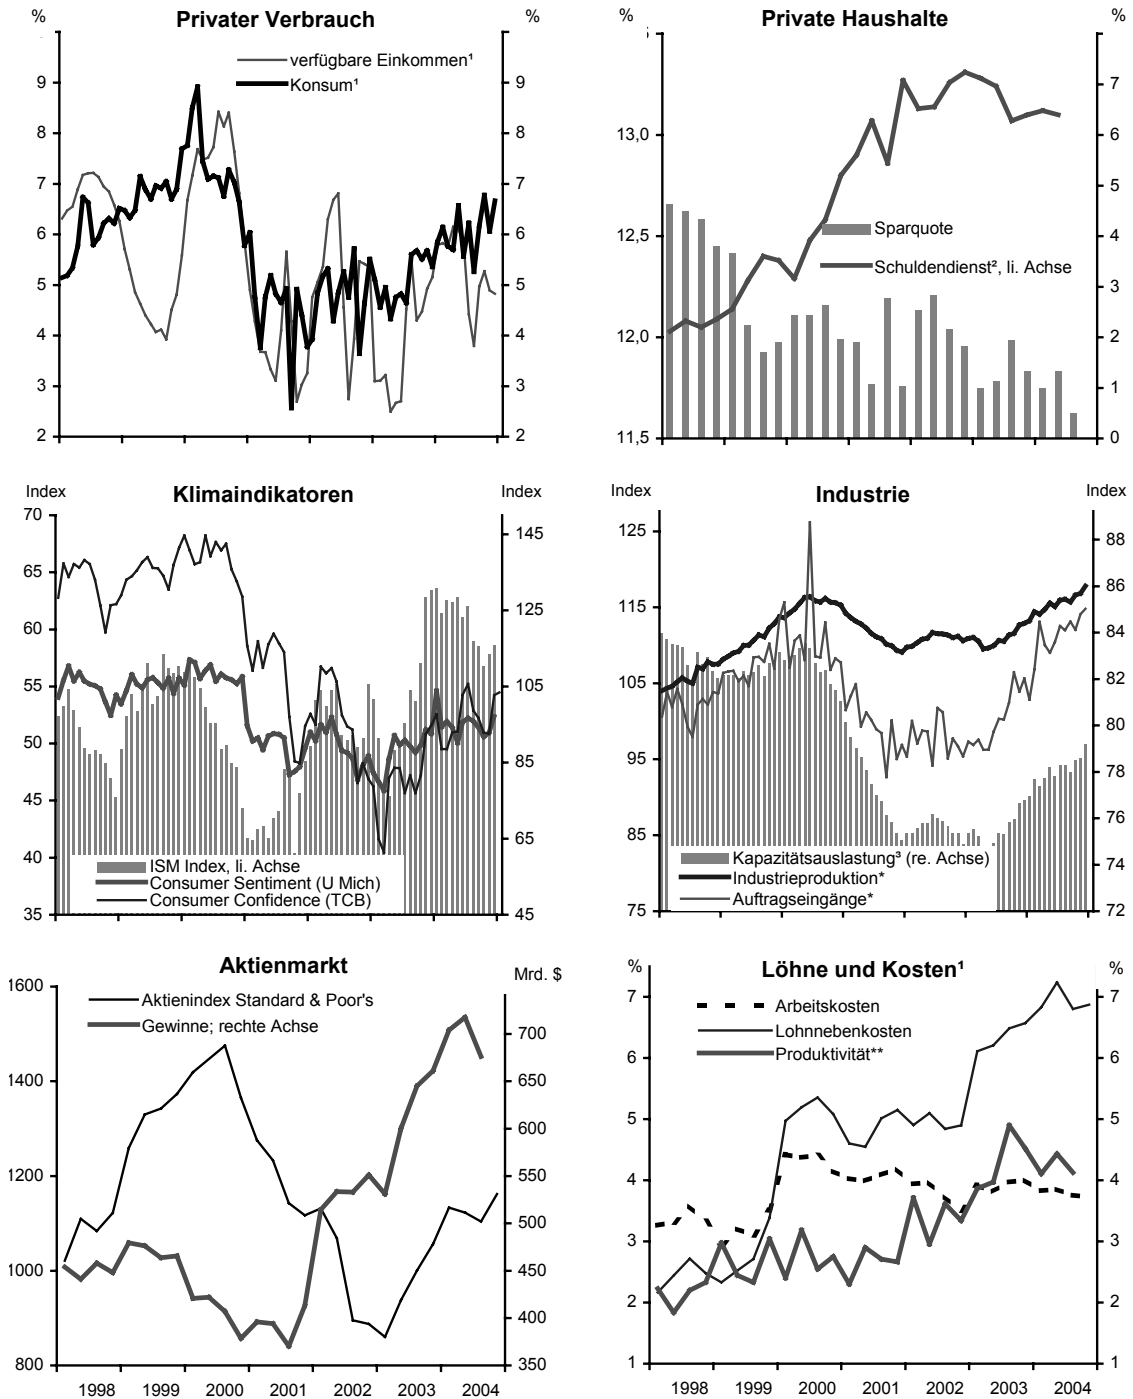 Privater Verbrauch
% %
verfügbare Einkommen¹
Konsum¹
9 9
8 8
7 7
6 6
5 5
4 4
3 3
2 2
Private Haushalte
% %
7
13,0 6
5
12,5 4
Sparquote
Schuldendienst², li. Achse
3
12,0 2
1
11,5 0
Klimaindikatoren
Index Index
70
145
65
125
60
55 105
50
85
45
65
40
35 45
ISM Index, li. Achse
Consumer Sentiment (U Mich)
Consumer Confidence (TCB)
Industrie
Index Index
125 88
86
115
84
105 82
80
95
78
85 76
74
75 72
Kapazitätsauslastung³ (re. Achse)
Industrieproduktion*
Auftragseingänge*
Aktienmarkt
Mrd. $
1600
Aktienindex Standard & Poor's
Gewinne; rechte Achse
700
1400 650
600
1200 550
500
1000 450
400
800 350
1998 1999 2000 2001 2002 2003 2004
Löhne und Kosten¹
% %
Arbeitskosten
Lohnnebenkosten
Produktivität**
7 7
6 6
5 5
4 4
3 3
2 2
1 1
1998 1999 2000 2001 2002 2003 2004